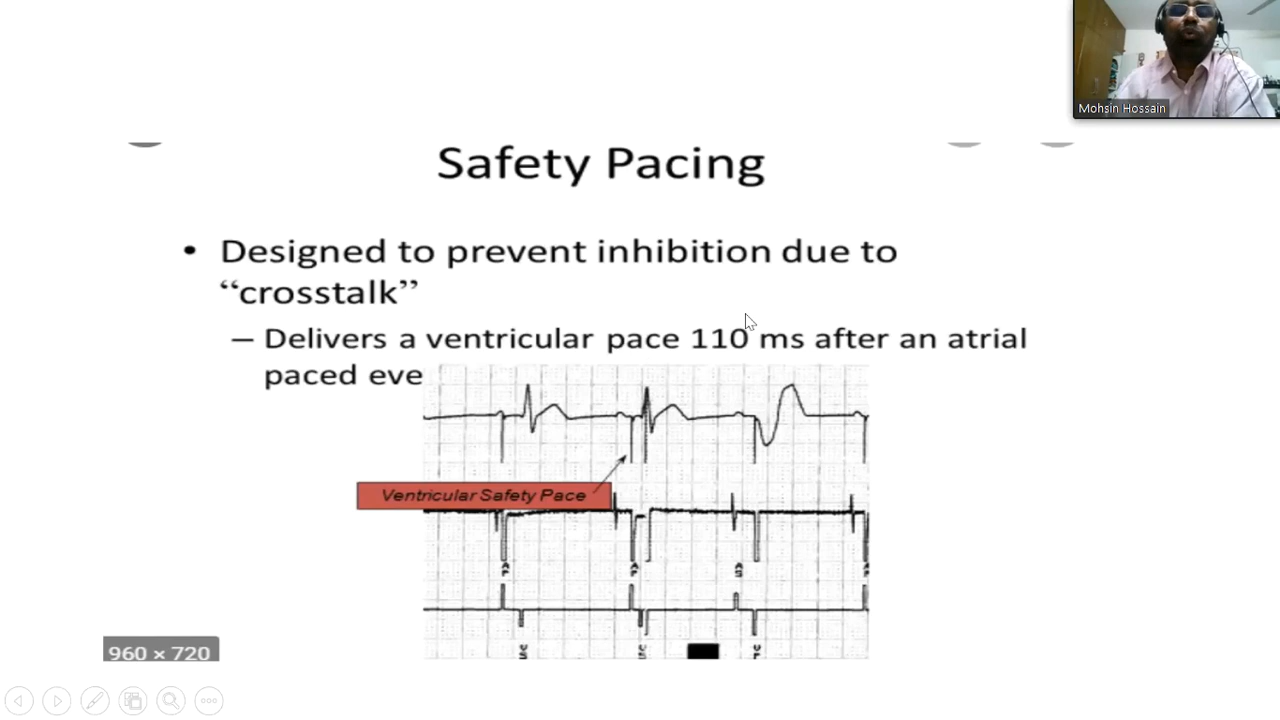 Mohsin Hossain
Safety Pacing
• Designed to prevent inhibition due to
“crosstalk”
– Delivers a ventricular pace 110 ms after an atrial
paced eve
Ventricular Safety Pace
A P A P A S
V S V S V P
960 × 720